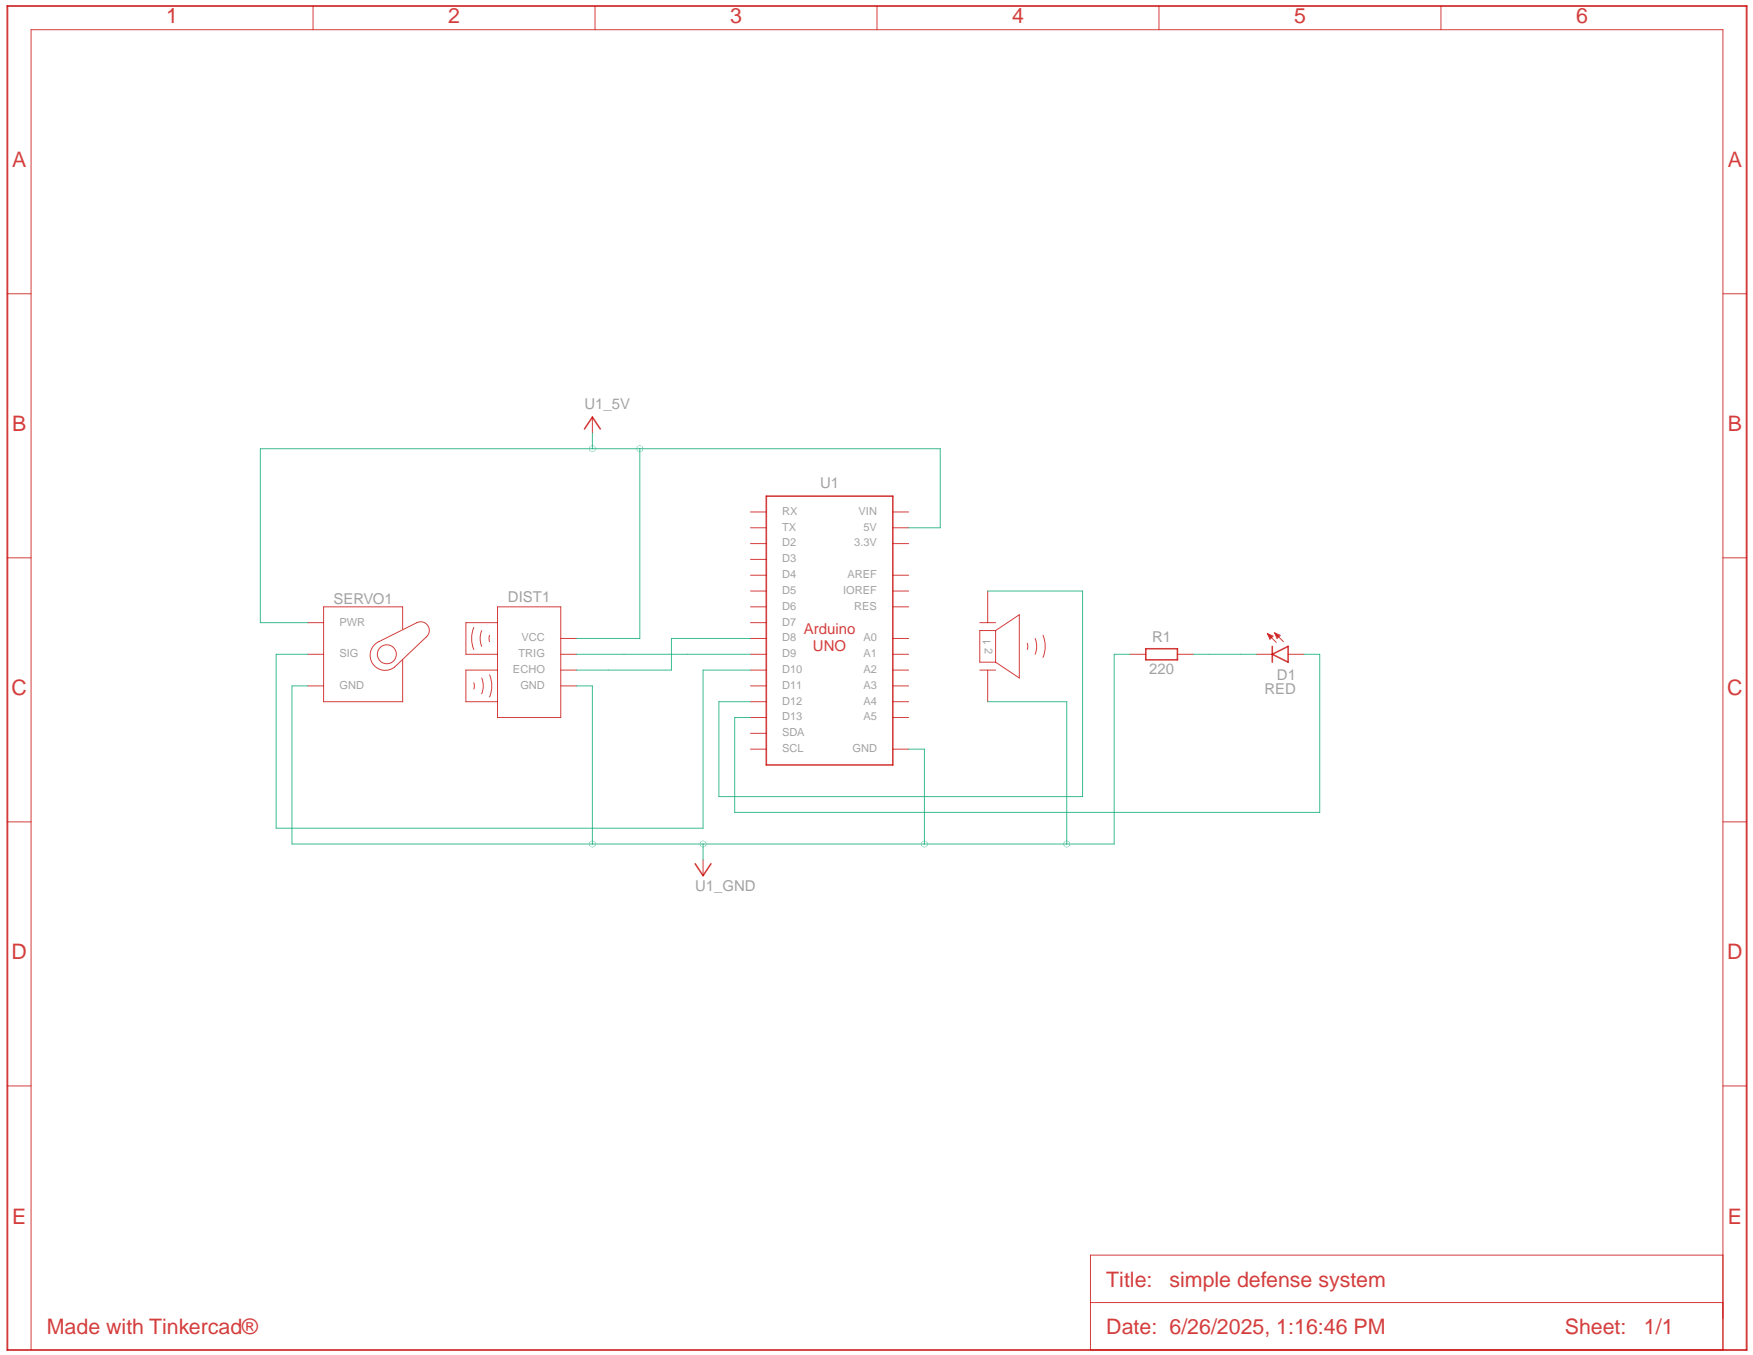 1 2 3 4 5 6
A A
B B
U1_5V
U1
RX VIN
TX 5V
D2 3.3V
D3
D4 AREF
D5 IOREF
D6 RES
D7
D8 A0
D9 A1
D10 A2
D11 A3
D12 A4
D13 A5
SDA
SCL GND
Arduino
UNO
SERVO1
PWR
SIG
GND
DIST1
VCC
TRIG
ECHO
GND
1 2
R1
220
D1
RED
C C
U1_GND
D D
E E
Title: simple defense system
Date: 6/26/2025, 1:16:46 PM Sheet: 1/1
Made with Tinkercad®